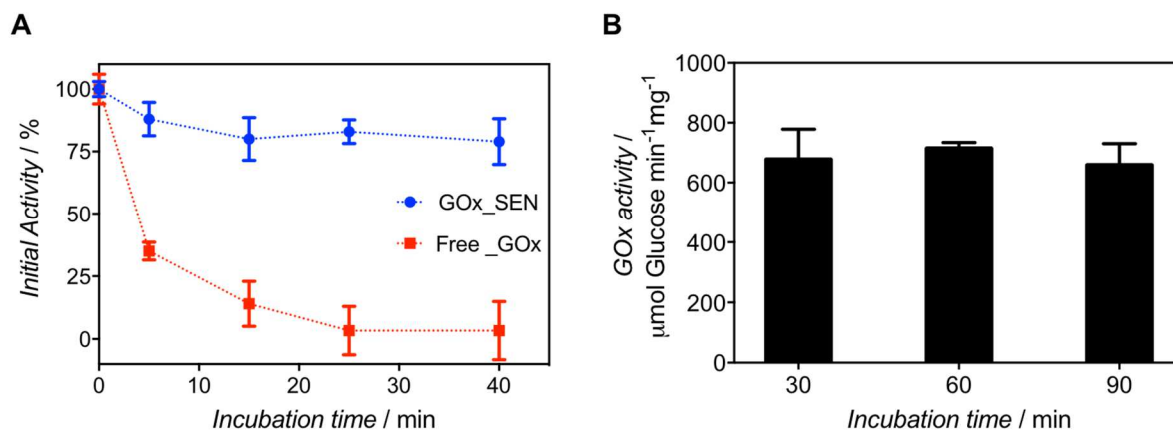 A
Initial Activity / %
100
75
50
25
0
GOx_SEN
Free _GOx
0 10 20 30 40
Incubation time / min
B
GOx activity /
µmol Glucose min⁻¹mg⁻¹
1000
800
600
400
200
0
30 60 90
Incubation time / min